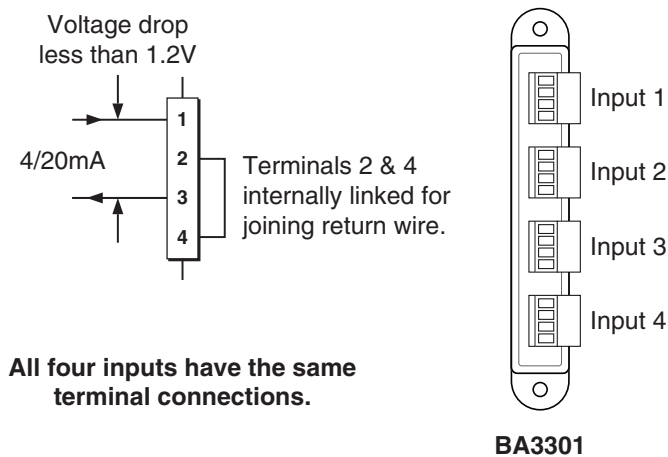 Voltage drop
less than 1.2V
4/20mA
1
2
3
4
Terminals 2 & 4
internally linked for
joining return wire.
All four inputs have the same
terminal connections.
Input 1
Input 2
Input 3
Input 4
BA3301